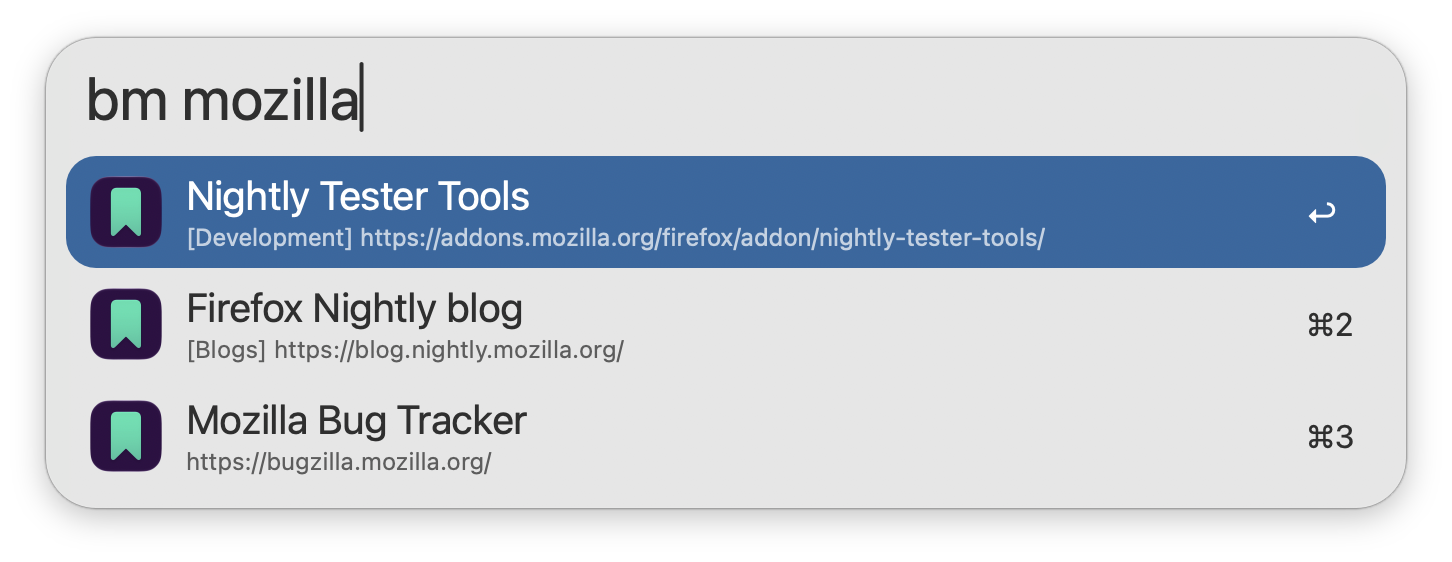 bm mozilla
Nightly Tester Tools
[Development] https://addons.mozilla.org/firefox/addon/nightly-tester-tools/
↩
Firefox Nightly blog
[Blogs] https://blog.nightly.mozilla.org/
⌘2
Mozilla Bug Tracker
https://bugzilla.mozilla.org/
⌘3